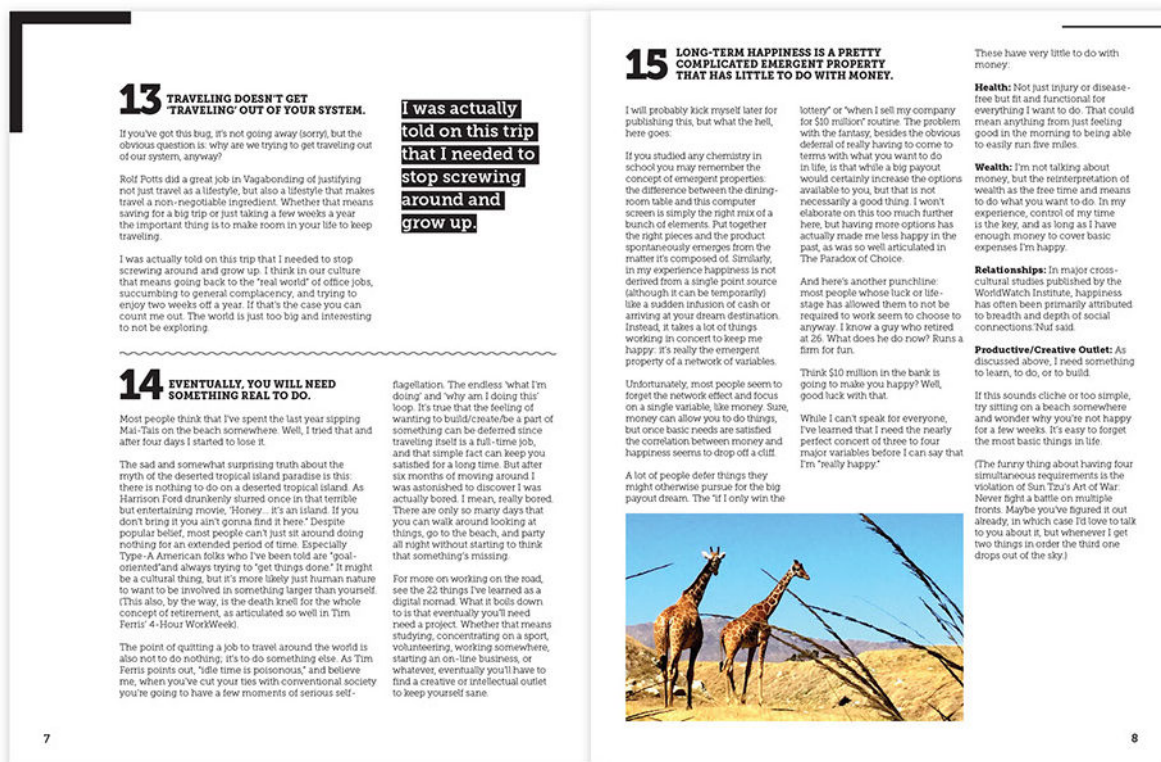 13 TRAVELING DOESN'T GET
'TRAVELING' OUT OF YOUR SYSTEM.
If you've got this bug, it's not going away (sorry), but the
obvious question is: why are we trying to get traveling out
of our system, anyway?
Rolf Potts did a great job in Vagabonding of justifying
not just travel as a lifestyle, but also a lifestyle that makes
travel a non-negotiable ingredient. Whether that means
saving for a big trip or just taking a few weeks a year
the important thing is to make room in your life to keep
traveling.
I was actually told on this trip that I needed to stop
screwing around and grow up. I think in our culture
that means going back to the "real world" of office jobs,
succumbing to general complacency, and trying to
enjoy two weeks off a year. If that's the case you can
count me out. The world is just too big and interesting
to not be exploring.
I was actually
told on this trip
that I needed to
stop screwing
around and
grow up.
14 EVENTUALLY, YOU WILL NEED
SOMETHING REAL TO DO.
Most people think that I've spent the last year sipping
Mai-Tais on the beach somewhere. Well, I tried that and
after four days I started to lose it.
The sad and somewhat surprising truth about the
myth of the deserted tropical island paradise is this:
there is nothing to do on a deserted tropical island. As
Harrison Ford drunkenly slurred once in that terrible
but entertaining movie, "Honey... it's an island. If you
don't bring it you ain't gonna find it here." Despite
popular belief, most people can't just sit around doing
nothing for an extended period of time. Especially
Type-A American folks who I've been told are "goal-
oriented"and always trying to "get things done." It might
be a cultural thing, but it's more likely just human nature
to want to be involved in something larger than yourself.
(This also, by the way, is the death knell for the whole
concept of retirement, as articulated so well in Tim
Ferris' 4-Hour WorkWeek).
The point of quitting a job to travel around the world is
also not to do nothing; it's to do something else. As Tim
Ferris points out, "idle time is poisonous," and believe
me, when you've cut your ties with conventional society
you're going to have a few moments of serious self-
flagellation. The endless 'what I'm
doing' and 'why am I doing this'
loop. It's true that the feeling of
wanting to build/create/be a part of
something can be deferred since
traveling itself is a full-time job,
and that simple fact can keep you
satisfied for a long time. But after
six months of moving around I
was astonished to discover I was
actually bored. I mean, really bored.
There are only so many days that
you can walk around looking at
things, go to the beach, and party
all night without starting to think
that something's missing.
For more on working on the road,
see the 22 things I've learned as a
digital nomad. What it boils down
to is that eventually you'll need
need a project. Whether that means
studying, concentrating on a sport,
volunteering, working somewhere,
starting an on-line business, or
whatever, eventually you'll have to
find a creative or intellectual outlet
to keep yourself sane.
7
15 LONG-TERM HAPPINESS IS A PRETTY
COMPLICATED EMERGENT PROPERTY
THAT HAS LITTLE TO DO WITH MONEY.
I will probably kick myself later for
publishing this, but what the hell,
here goes:
If you studied any chemistry in
school you may remember the
concept of emergent properties:
the difference between the dining-
room table and this computer
screen is simply the right mix of a
bunch of elements. Put together
the right pieces and the product
spontaneously emerges from the
matter it's composed of. Similarly,
in my experience happiness is not
derived from a single point source
(although it can be temporarily)
like a sudden infusion of cash or
arriving at your dream destination.
Instead, it takes a lot of things
working in concert to keep me
happy: it's really the emergent
property of a network of variables.
Unfortunately, most people seem to
forget the network effect and focus
on a single variable, like money. Sure,
money can allow you to do things,
but once basic needs are satisfied
the correlation between money and
happiness seems to drop off a cliff.
A lot of people defer things they
might otherwise pursue for the big
payout dream. The "if I only win the
lottery" or "when I sell my company
for $10 million" routine. The problem
with the fantasy, besides the obvious
deferral of really having to come to
terms with what you want to do
in life, is that while a big payout
would certainly increase the options
available to you, but that is not
necessarily a good thing. I won't
elaborate on this too much further
here, but having more options has
actually made me less happy in the
past, as was so well articulated in
The Paradox of Choice.
And here's another punchline:
most people whose luck or life-
stage has allowed them to not be
required to work seem to choose to
anyway. I know a guy who retired
at 26. What does he do now? Runs a
firm for fun.
Think $10 million in the bank is
going to make you happy? Well,
good luck with that.
While I can't speak for everyone,
I've learned that I need the nearly
perfect concert of three to four
major variables before I can say that
I'm "really happy."
These have very little to do with
money:
Health: Not just injury or disease-
free but fit and functional for
everything I want to do. That could
mean anything from just feeling
good in the morning to being able
to easily run five miles.
Wealth: I'm not talking about
money, but the reinterpretation of
wealth as the free time and means
to do what you want to do. In my
experience, control of my time
is the key, and as long as I have
enough money to cover basic
expenses I'm happy.
Relationships: In major cross-
cultural studies published by the
WorldWatch Institute, happiness
has often been primarily attributed
to breadth and depth of social
connections.'Nuf said.
Productive/Creative Outlet: As
discussed above, I need something
to learn, to do, or to build.
If this sounds cliche or too simple,
try sitting on a beach somewhere
and wonder why you're not happy
for a few weeks. It's easy to forget
the most basic things in life.
(The funny thing about having four
simultaneous requirements is the
violation of Sun Tzu's Art of War:
Never fight a battle on multiple
fronts. Maybe you've figured it out
already, in which case I'd love to talk
to you about it, but whenever I get
two things in order the third one
drops out of the sky.)
8